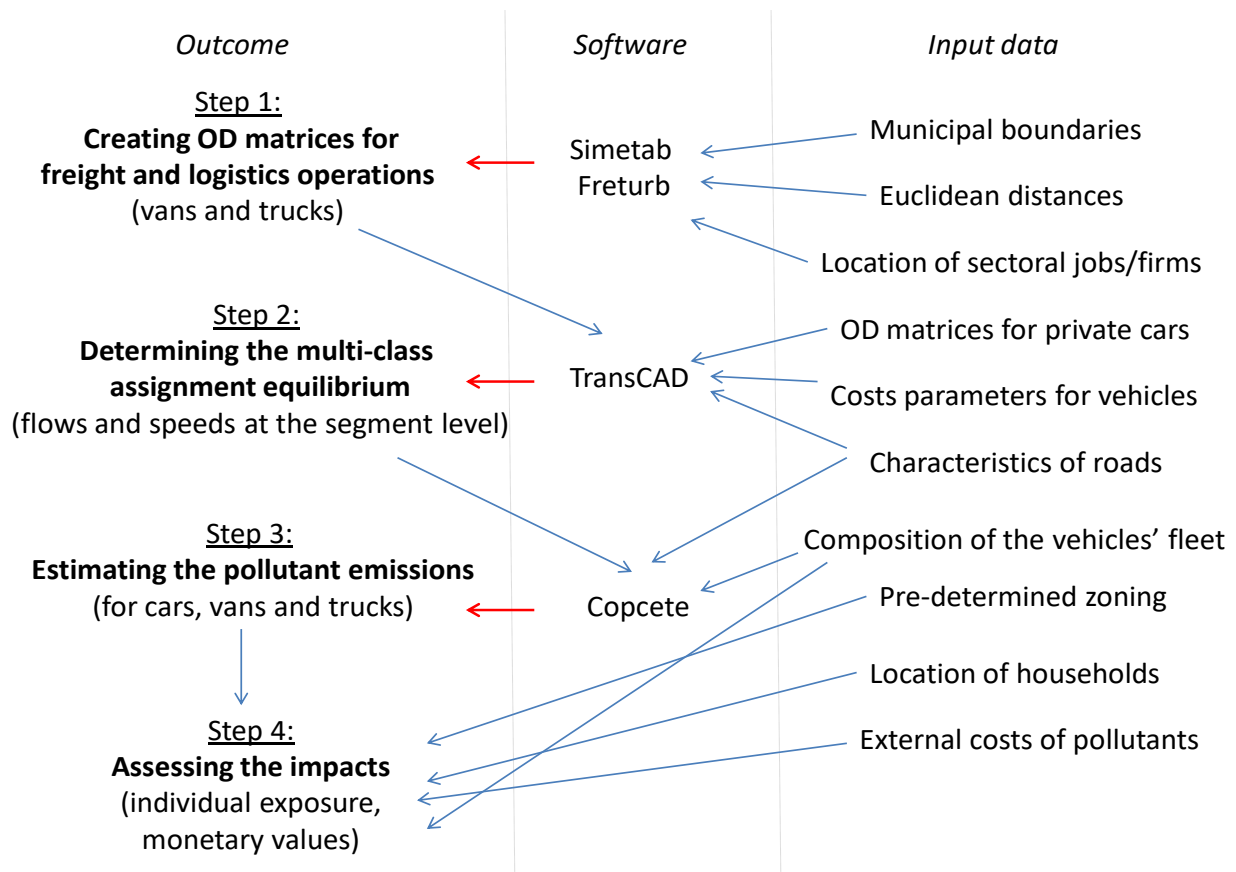 Outcome
Software
Input data
Step 1:
Creating OD matrices for
freight and logistics operations
(vans and trucks)
Simetab
Freturb
Municipal boundaries
Euclidean distances
Location of sectoral jobs/firms
Step 2:
Determining the multi-class
assignment equilibrium
(flows and speeds at the segment level)
TransCAD
OD matrices for private cars
Costs parameters for vehicles
Characteristics of roads
Step 3:
Estimating the pollutant emissions
(for cars, vans and trucks)
Copcete
Composition of the vehicles’ fleet
Pre-determined zoning
Location of households
External costs of pollutants
Step 4:
Assessing the impacts
(individual exposure,
monetary values)